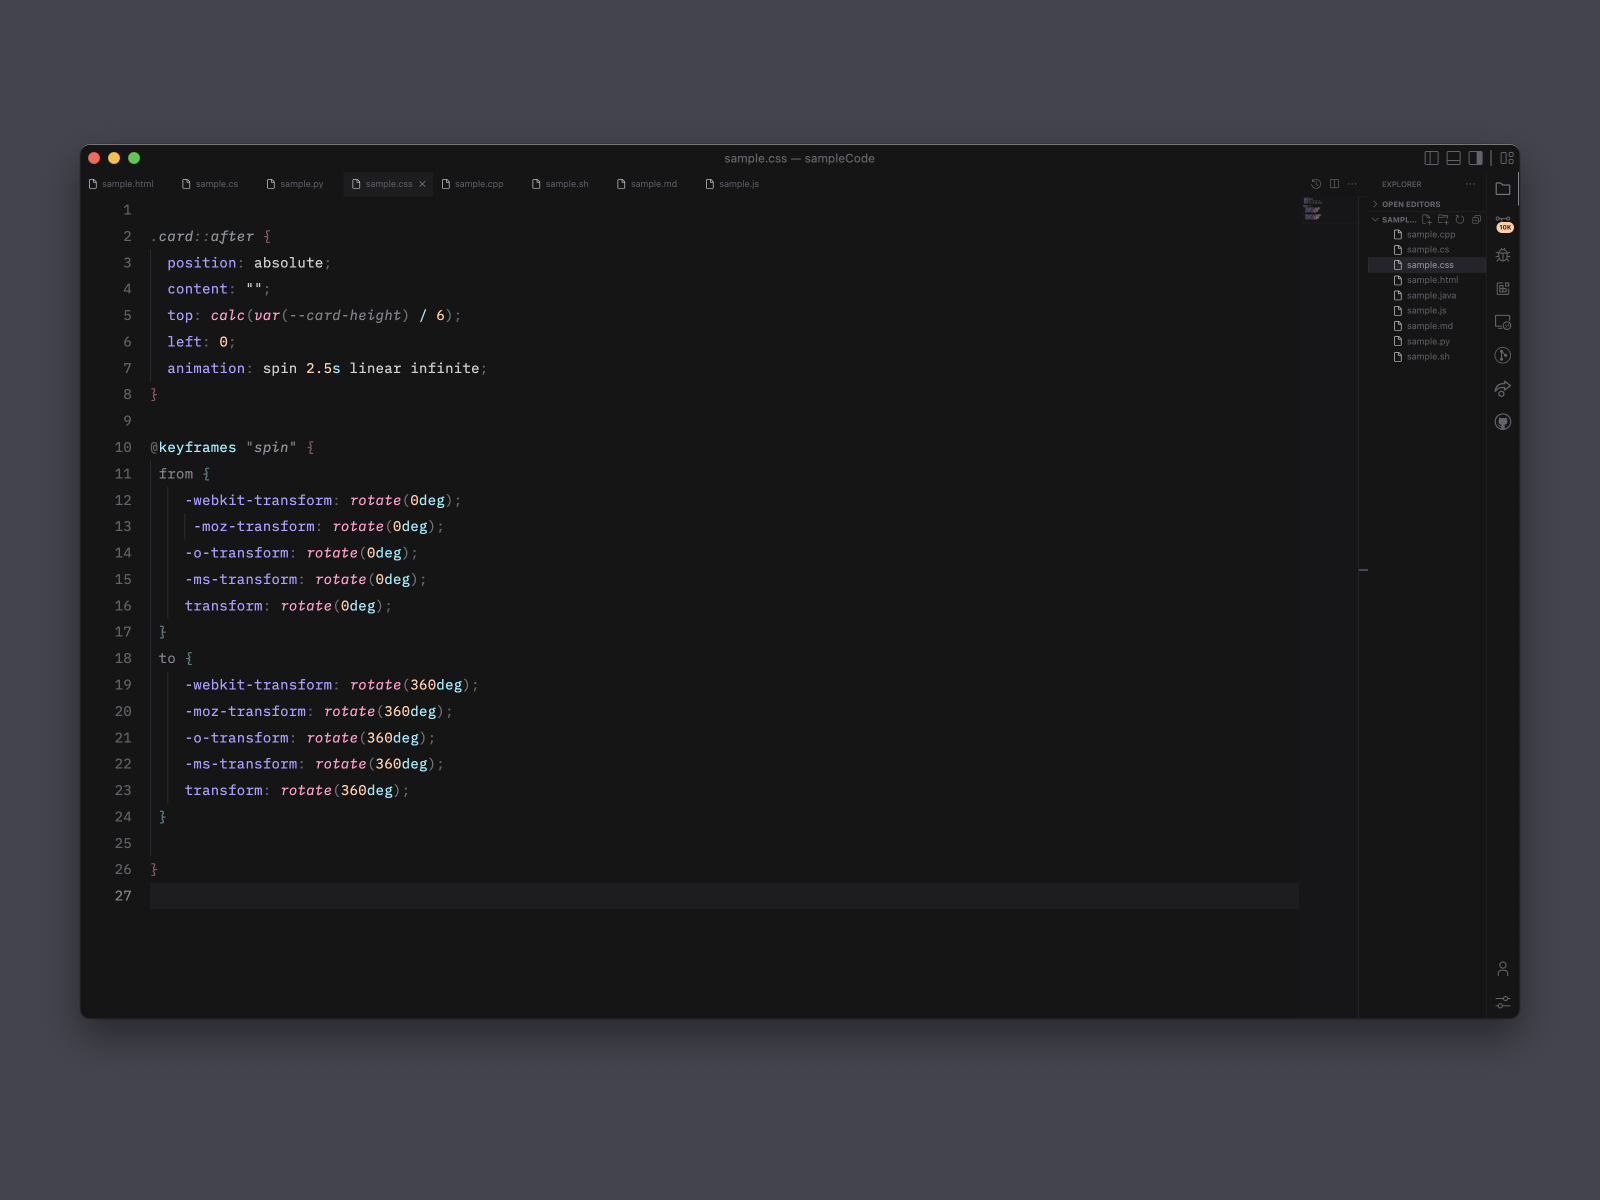 sample.css — sampleCode
sample.html sample.cs sample.py sample.css sample.cpp sample.sh sample.md sample.js
1
2 .card::after {
3 position: absolute;
4 content: "";
5 top: calc(var(--card-height) / 6);
6 left: 0;
7 animation: spin 2.5s linear infinite;
8 }
9
10 @keyframes "spin" {
11 from {
12 -webkit-transform: rotate(0deg);
13 -moz-transform: rotate(0deg);
14 -o-transform: rotate(0deg);
15 -ms-transform: rotate(0deg);
16 transform: rotate(0deg);
17 }
18 to {
19 -webkit-transform: rotate(360deg);
20 -moz-transform: rotate(360deg);
21 -o-transform: rotate(360deg);
22 -ms-transform: rotate(360deg);
23 transform: rotate(360deg);
24 }
25
26 }
27
EXPLORER
OPEN EDITORS
SAMPL...
sample.cpp
sample.cs
sample.css
sample.html
sample.java
sample.js
sample.md
sample.py
sample.sh
10K